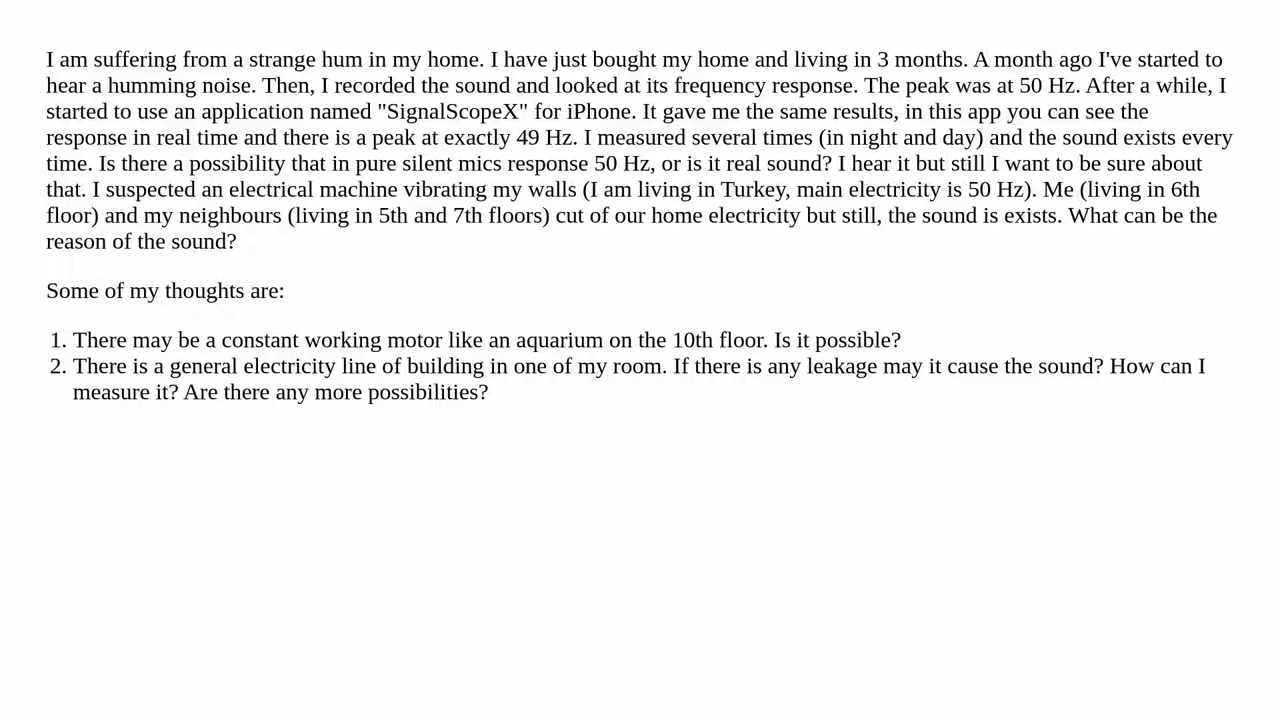 I am suffering from a strange hum in my home. I have just bought my home and living in 3 months. A month ago I've started to
hear a humming noise. Then, I recorded the sound and looked at its frequency response. The peak was at 50 Hz. After a while, I
started to use an application named "SignalScopeX" for iPhone. It gave me the same results, in this app you can see the
response in real time and there is a peak at exactly 49 Hz. I measured several times (in night and day) and the sound exists every
time. Is there a possibility that in pure silent mics response 50 Hz, or is it real sound? I hear it but still I want to be sure about
that. I suspected an electrical machine vibrating my walls (I am living in Turkey, main electricity is 50 Hz). Me (living in 6th
floor) and my neighbours (living in 5th and 7th floors) cut of our home electricity but still, the sound is exists. What can be the
reason of the sound?
Some of my thoughts are:
1. There may be a constant working motor like an aquarium on the 10th floor. Is it possible?
2. There is a general electricity line of building in one of my room. If there is any leakage may it cause the sound? How can I
measure it? Are there any more possibilities?